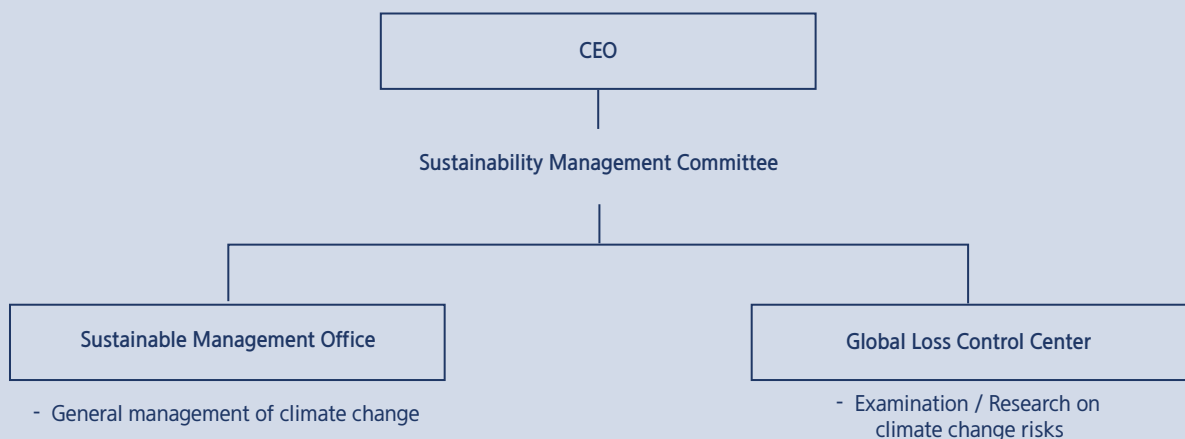 CEO
Sustainability Management Committee
Sustainable Management Office
- General management of climate change
Global Loss Control Center
- Examination / Research on
climate change risks